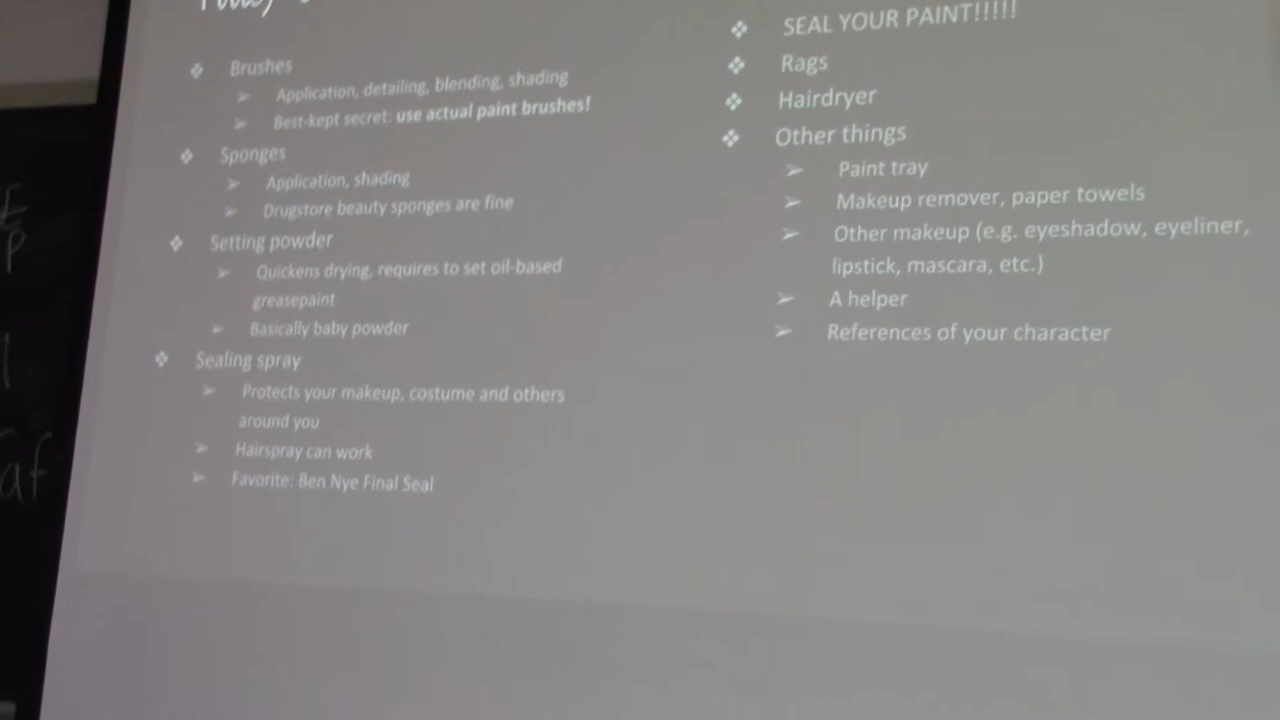 Brushes
Application, detailing, blending, shading
Best-kept secret: use actual paint brushes!
Sponges
Application, shading
Drugstore beauty sponges are fine
Setting powder
Quickens drying, requires to set oil-based
greasepaint
Basically baby powder
Sealing spray
Protects your makeup, costume and others
around you
Hairspray can work
Favorite: Ben Nye Final Seal
SEAL YOUR PAINT!!!!!
Rags
Hairdryer
Other things
Paint tray
Makeup remover, paper towels
Other makeup (e.g. eyeshadow, eyeliner,
lipstick, mascara, etc.)
A helper
References of your character